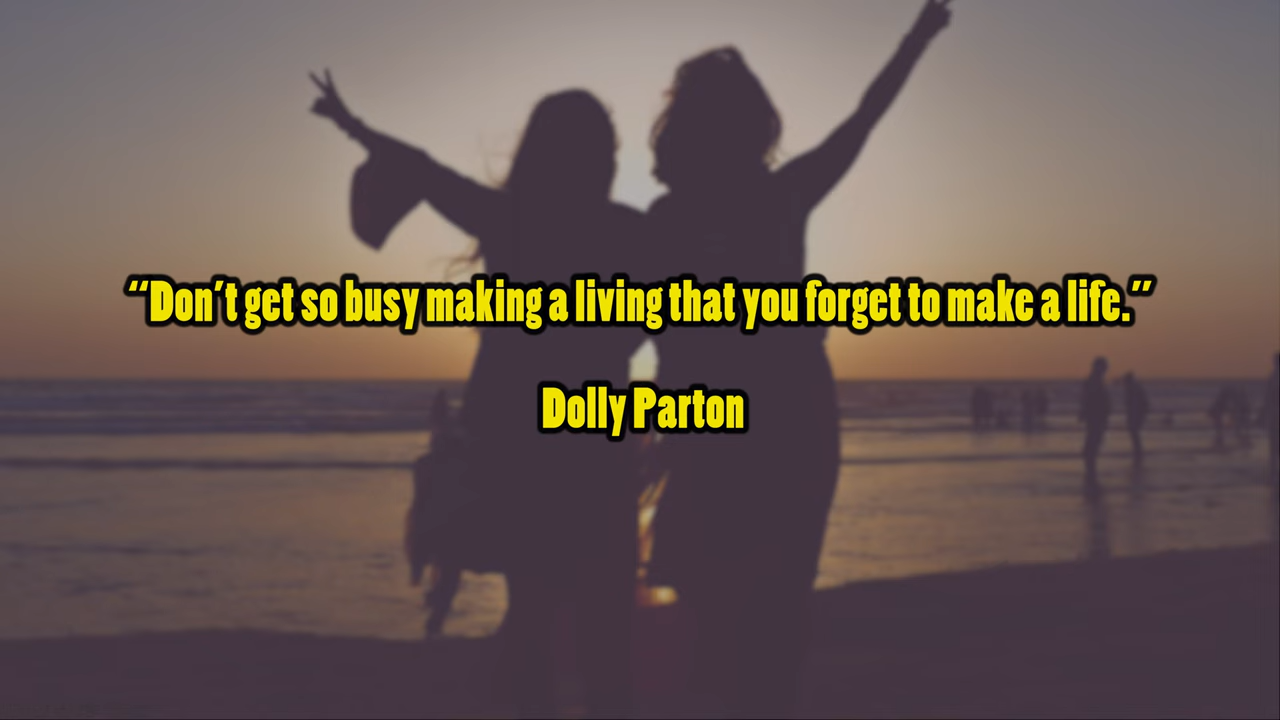 “Don’t get so busy making a living that you forget to make a life.”
Dolly Parton